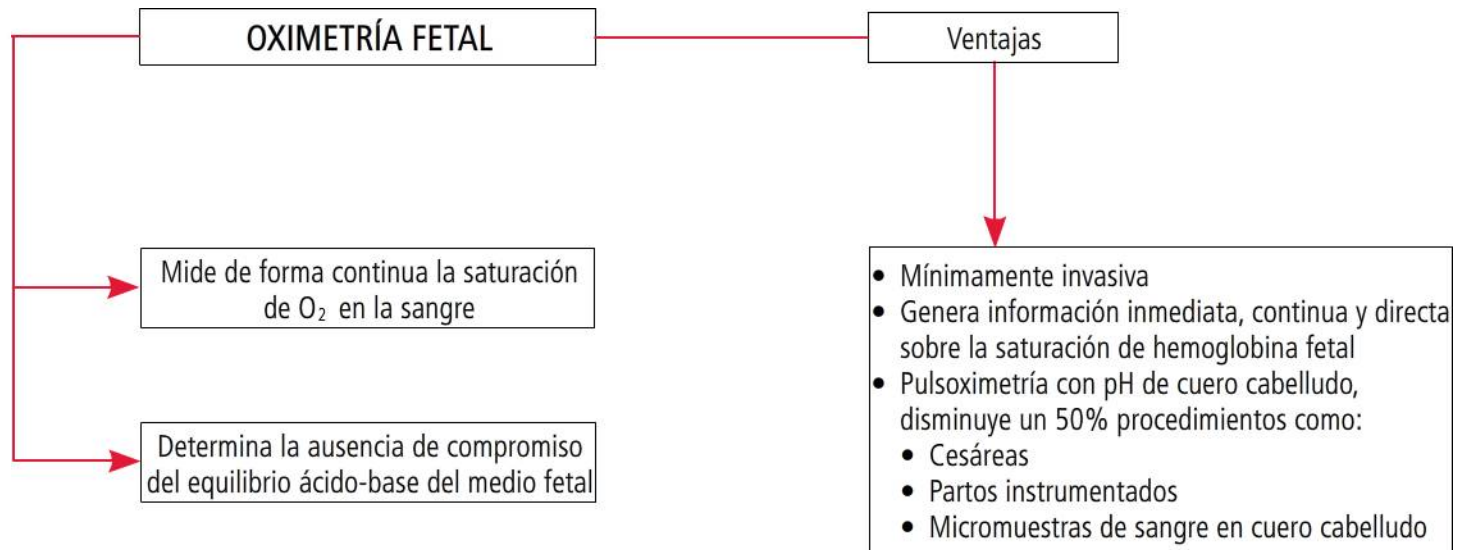 OXIMETRÍA FETAL
Ventajas
Mide de forma continua la saturación
de O₂ en la sangre
Determina la ausencia de compromiso
del equilibrio ácido-base del medio fetal
• Mínimamente invasiva
• Genera información inmediata, continua y directa
sobre la saturación de hemoglobina fetal
• Pulsoximetría con pH de cuero cabelludo,
disminuye un 50% procedimientos como:
• Cesáreas
• Partos instrumentados
• Micromuestras de sangre en cuero cabelludo